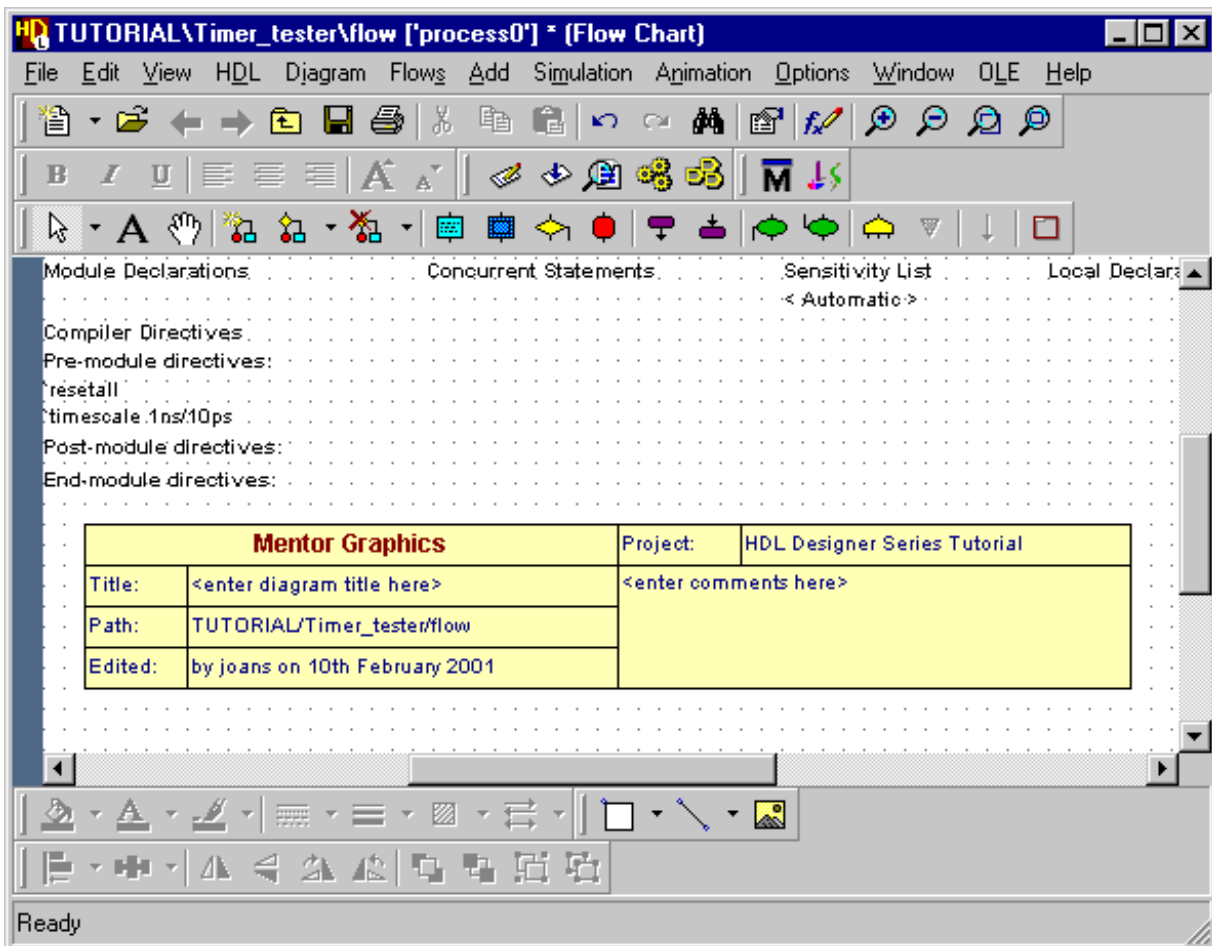 TUTORIAL\Timer_tester\flow ['process0'] * (Flow Chart)
File Edit View HDL Diagram Flows Add Simulation Animation Options Window OLE Help
B I U A A M
A
Module Declarations Concurrent Statements Sensitivity List Local Declara
< Automatic >
Compiler Directives
Pre-module directives:
`resetall
`timescale 1ns/10ps
Post-module directives:
End-module directives:
Mentor Graphics Project: HDL Designer Series Tutorial
Title: <enter diagram title here> <enter comments here>
Path: TUTORIAL/Timer_tester/flow
Edited: by joans on 10th February 2001
A
Ready